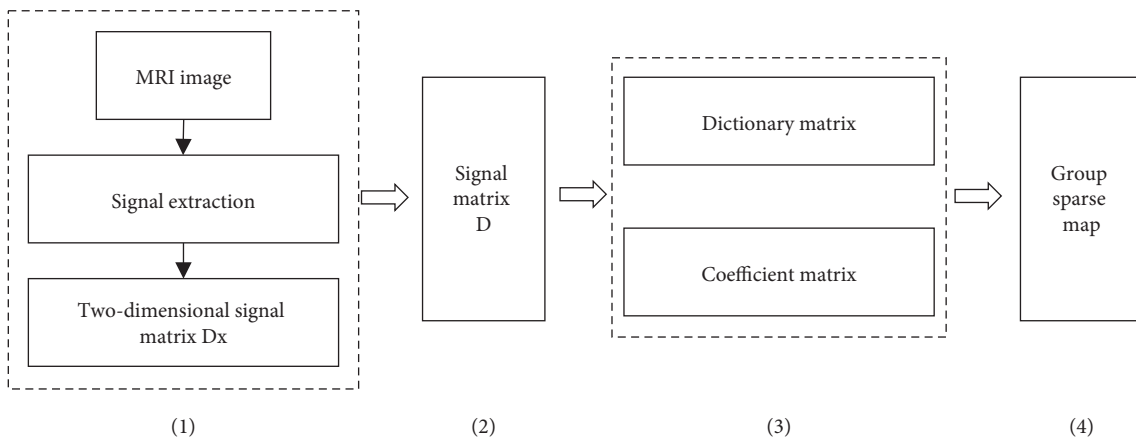 MRI image
Signal extraction
Two-dimensional signal
matrix Dx
Signal
matrix
D
Dictionary matrix
Coefficient matrix
Group
sparse
map
(1)
(2)
(3)
(4)